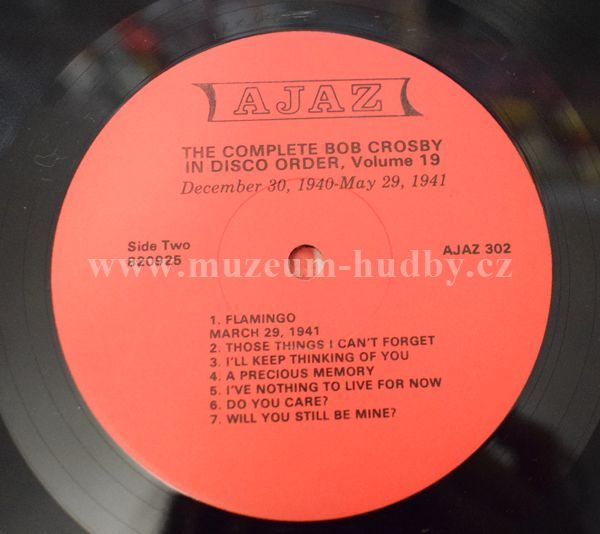 AJAZ
THE COMPLETE BOB CROSBY
IN DISCO ORDER, Volume 19
December 30, 1940-May 29, 1941
Side Two
820925
AJAZ 302
www.muzeum-hudby.cz
1. FLAMINGO
MARCH 29, 1941
2. THOSE THINGS I CAN'T FORGET
3. I'LL KEEP THINKING OF YOU
4. A PRECIOUS MEMORY
5. I'VE NOTHING TO LIVE FOR NOW
6. DO YOU CARE?
7. WILL YOU STILL BE MINE?